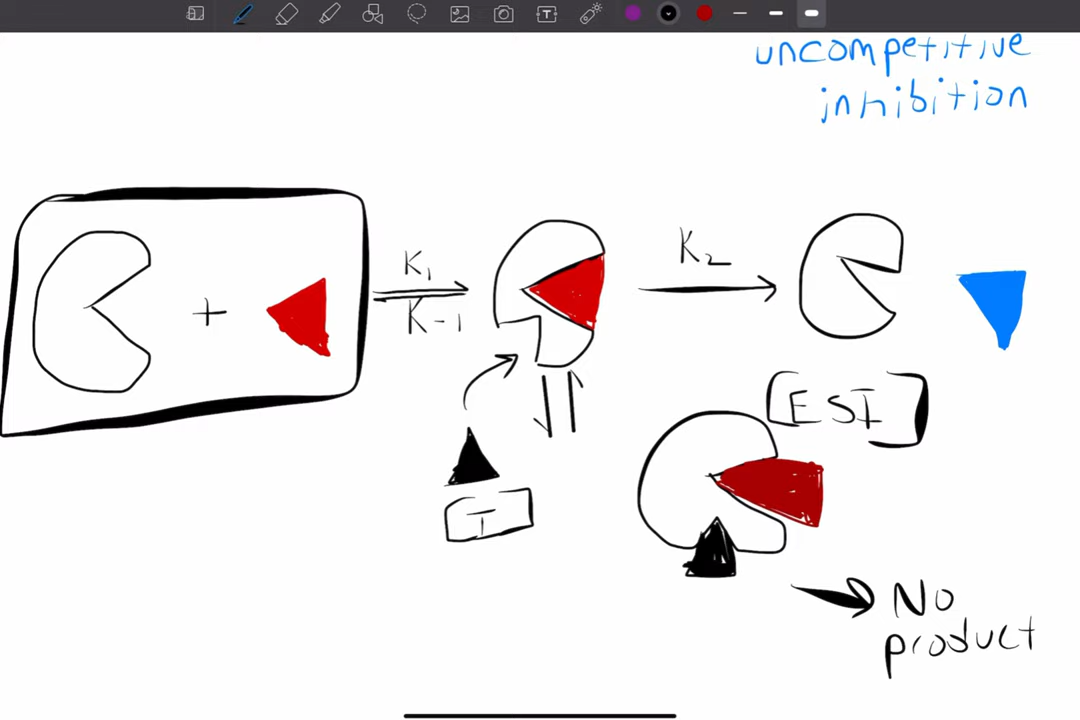 uncompetitive
inhibition
+
K1
K-1
K2
[ESI]
I
No
product